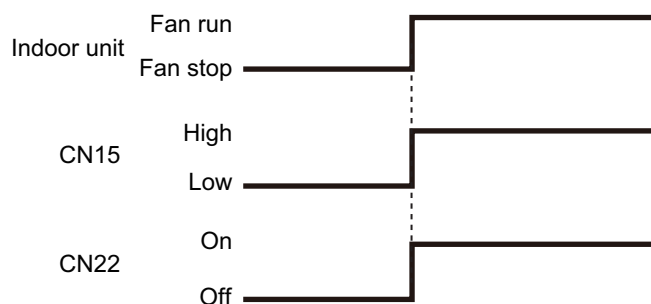 Indoor unit
Fan run
Fan stop
CN15
High
Low
CN22
On
Off